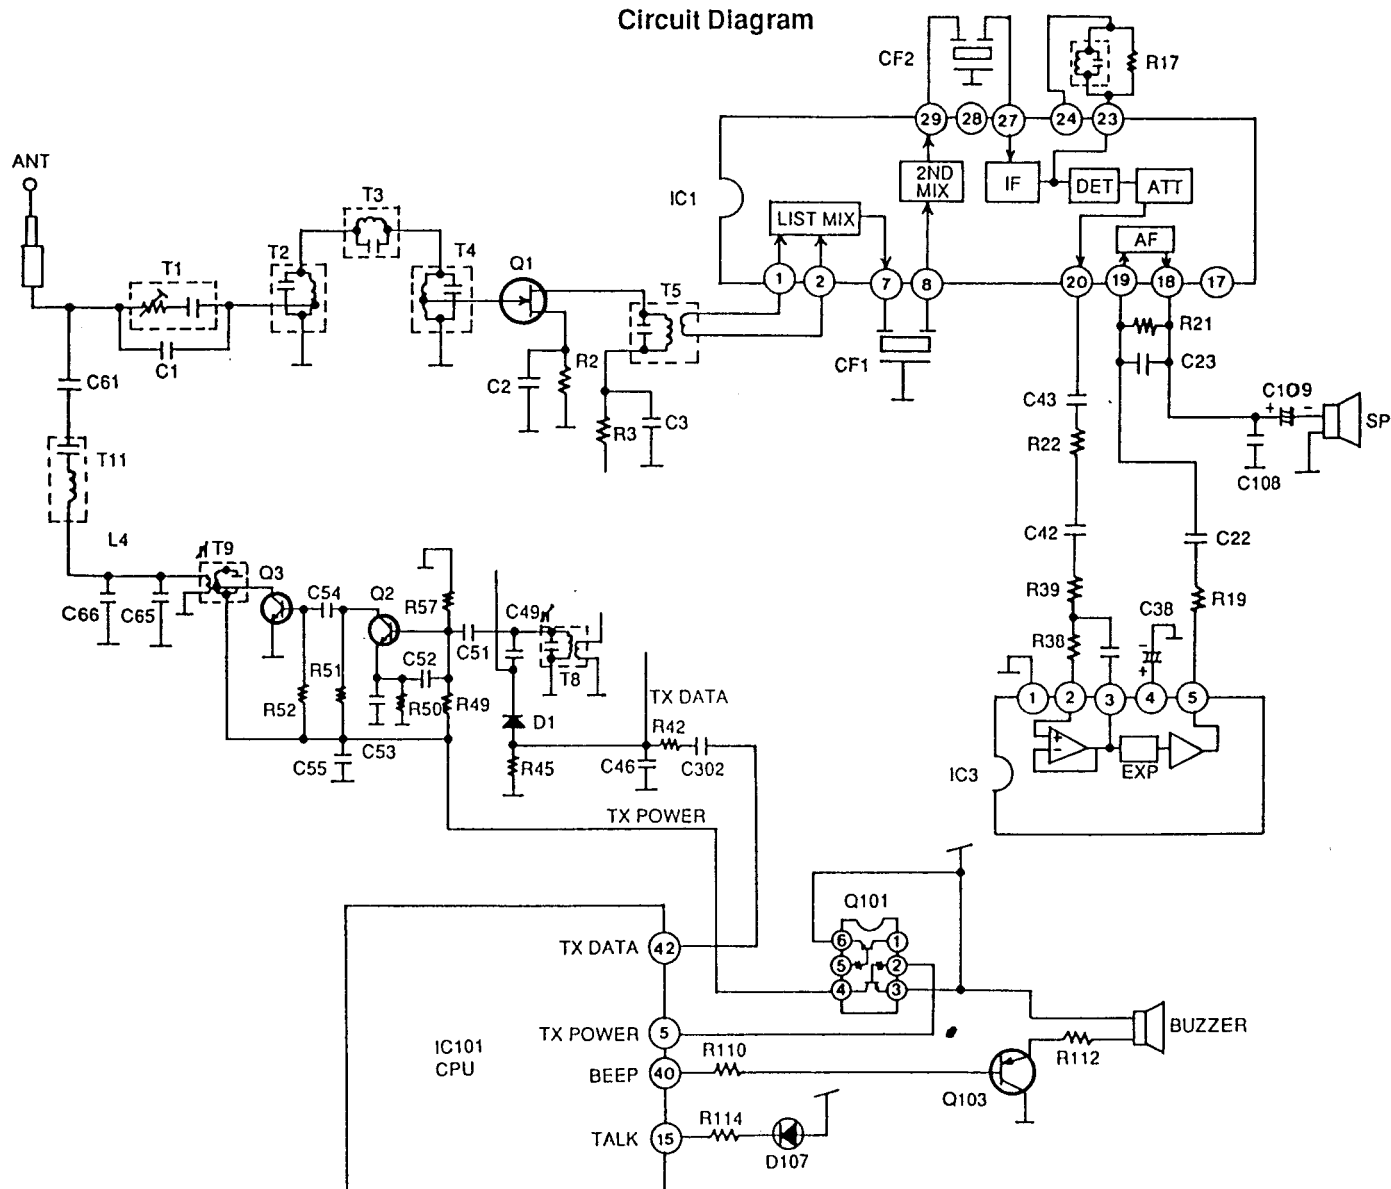 Circuit Diagram
CF2
R17
29
28
27
24
23
ANT
2ND
MIX
IF
DET
ATT
IC1
T3
LIST MIX
AF
T2
T4
Q1
T1
T5
1
2
7
8
20
19
18
17
R21
C1
C2
R2
C23
C61
CF1
C43
C109
+
-
SP
R3
C3
R22
T11
C108
L4
C42
C22
T9
Q3
C54
Q2
R57
C49
R39
R19
C66
C65
C51
C38
R38
-
+
R51
C52
T8
1
2
3
4
5
R52
R50
R49
TX DATA
D1
R42
+
-
C55
C53
R45
C46
C302
IC3
EXP
TX POWER
Q101
6
1
TX DATA
42
5
2
4
3
TX POWER
5
BUZZER
IC101
CPU
R110
R112
BEEP
40
Q103
R114
TALK
15
D107